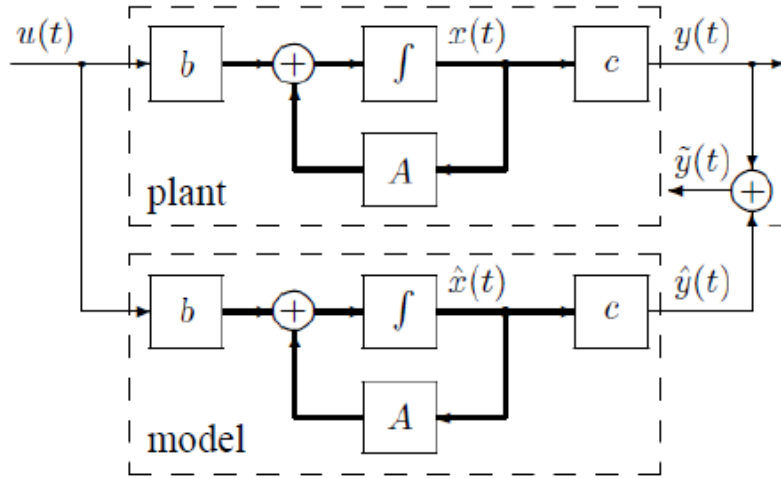 u(t)
b
+
∫
x(t)
c
y(t)
A
ỹ(t)
+
plant
−
b
+
∫
x̂(t)
c
ŷ(t)
A
model